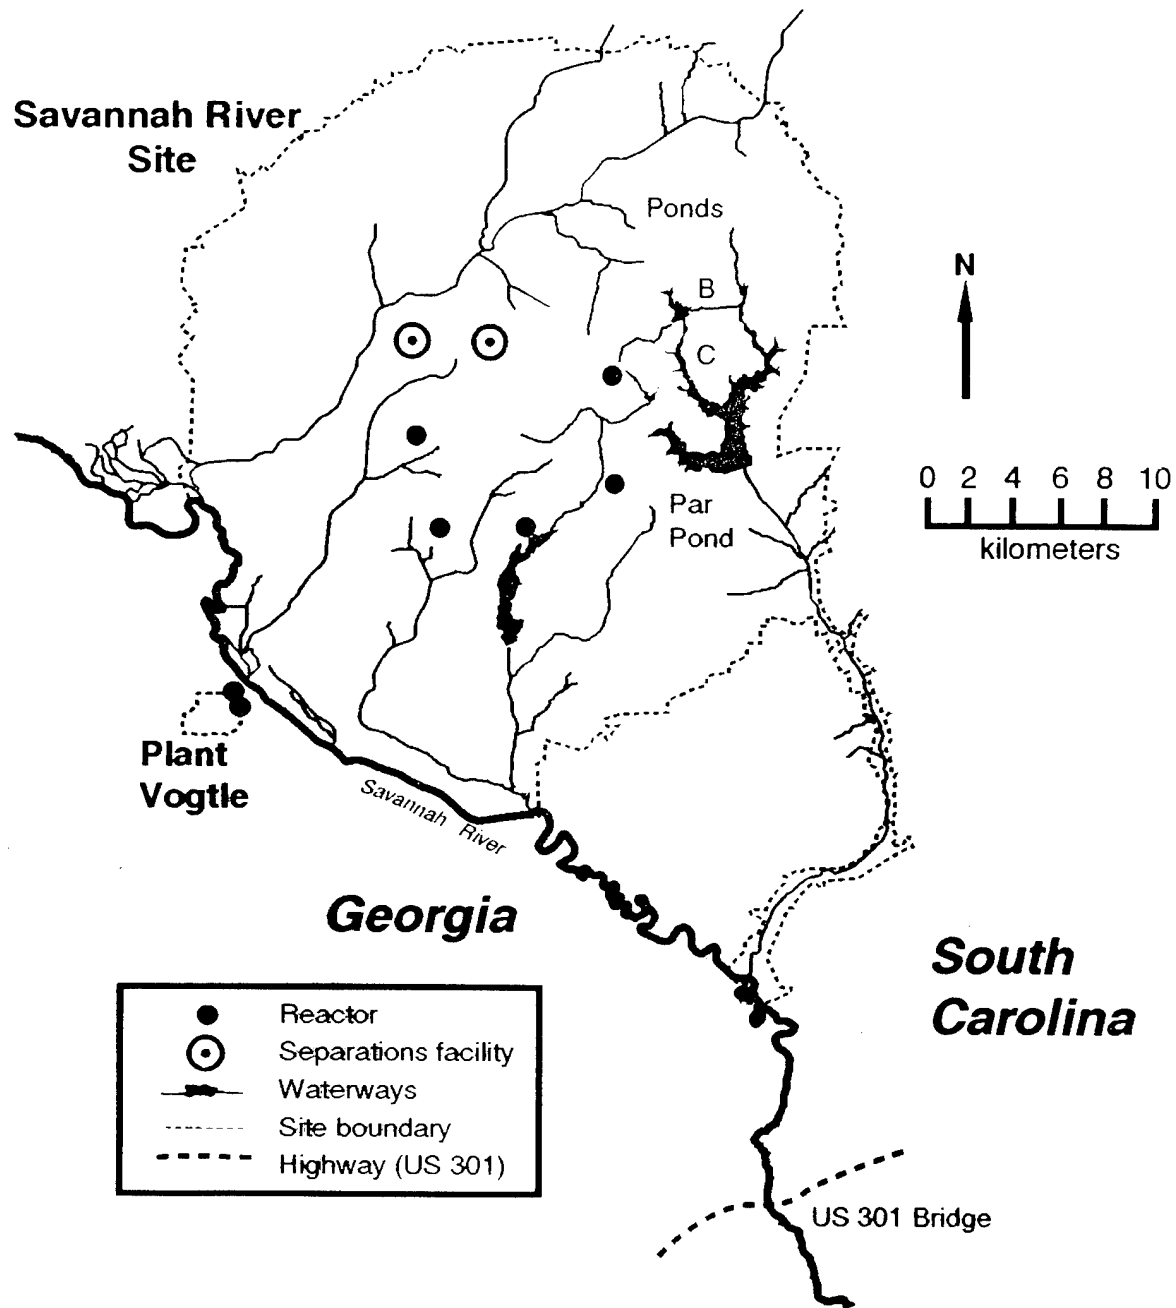 Savannah River
Site
Ponds
B
C
N
0 2 4 6 8 10
kilometers
Par
Pond
Plant
Vogtle
Savannah River
Georgia
South
Carolina
Reactor
Separations facility
Waterways
Site boundary
Highway (US 301)
US 301 Bridge